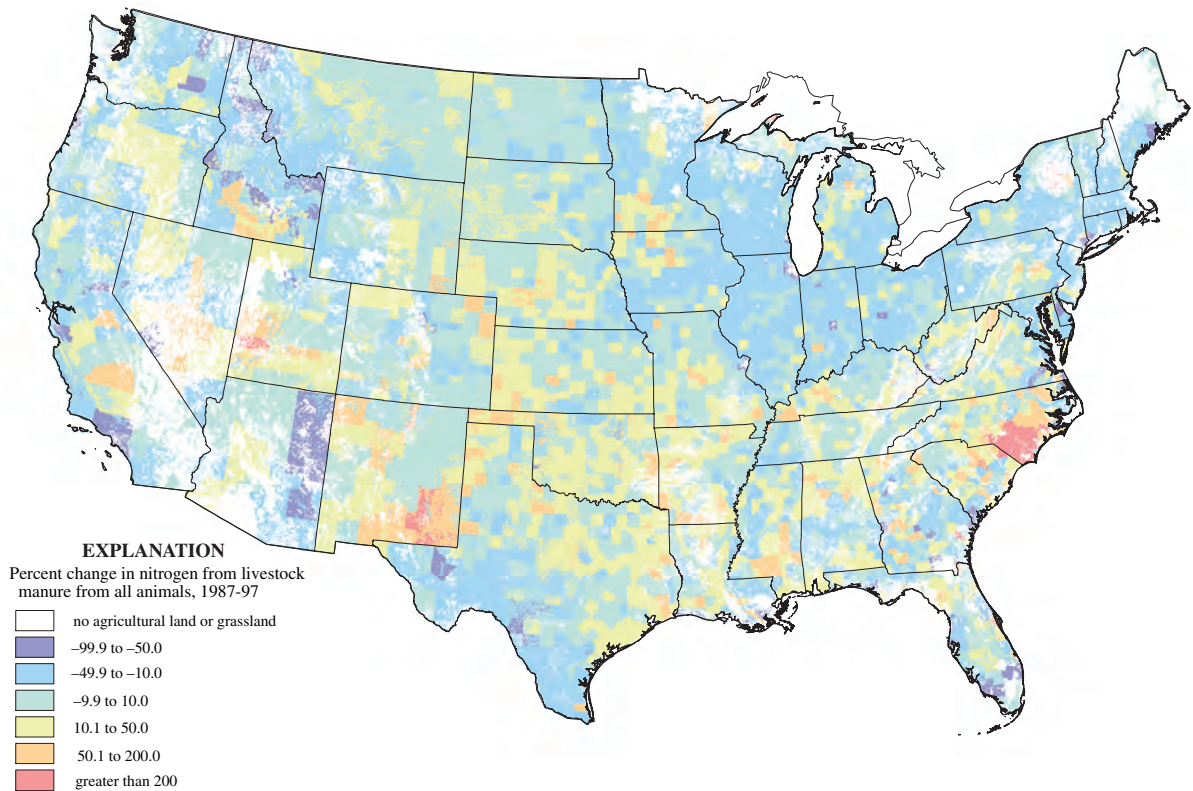 EXPLANATION
Percent change in nitrogen from livestock
manure from all animals, 1987-97
no agricultural land or grassland
–99.9 to –50.0
–49.9 to –10.0
–9.9 to 10.0
10.1 to 50.0
50.1 to 200.0
greater than 200